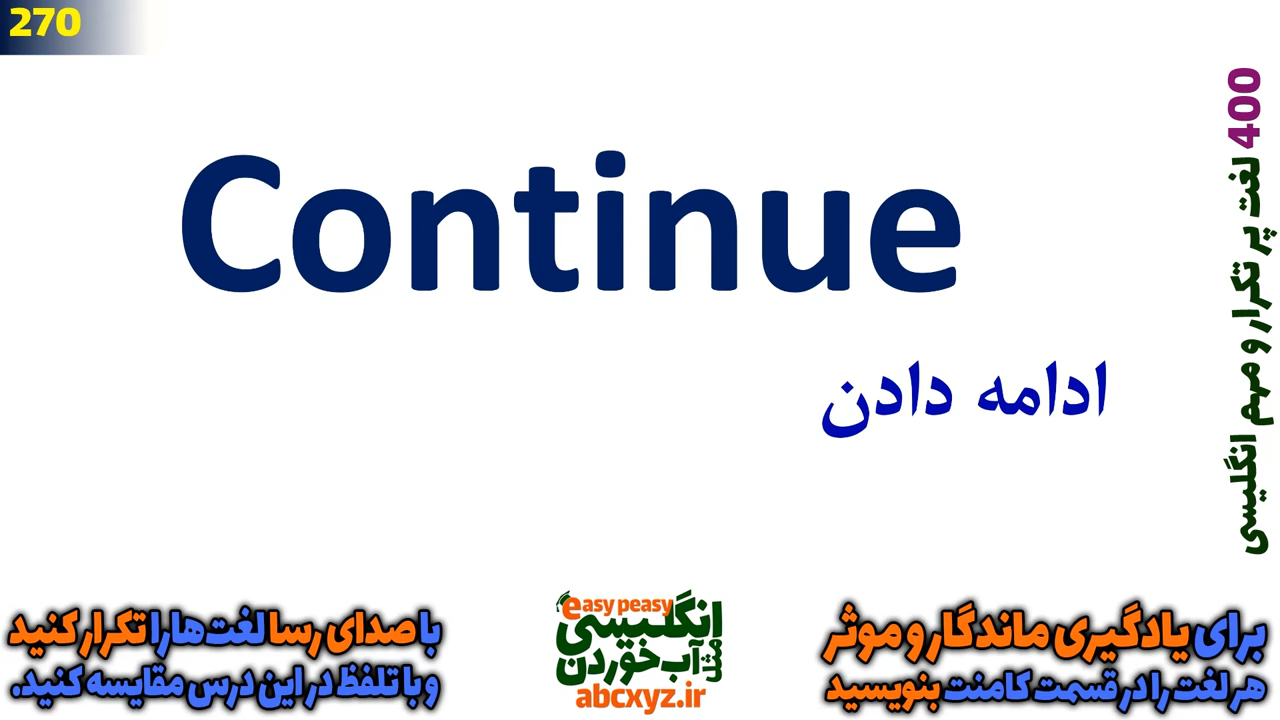 270
Continue
ادامه دادن
400 لغت پر تکرار و مهم انگلیسی
برای یادگیری ماندگار و موثر
هر لغت را در قسمت کامنت بنویسید
easy peasy
انگلیسی
مثل آب خوردن
abcxyz.ir
با صدای رسا لغت‌ها را تکرار کنید
و با تلفظ در این درس مقایسه کنید.